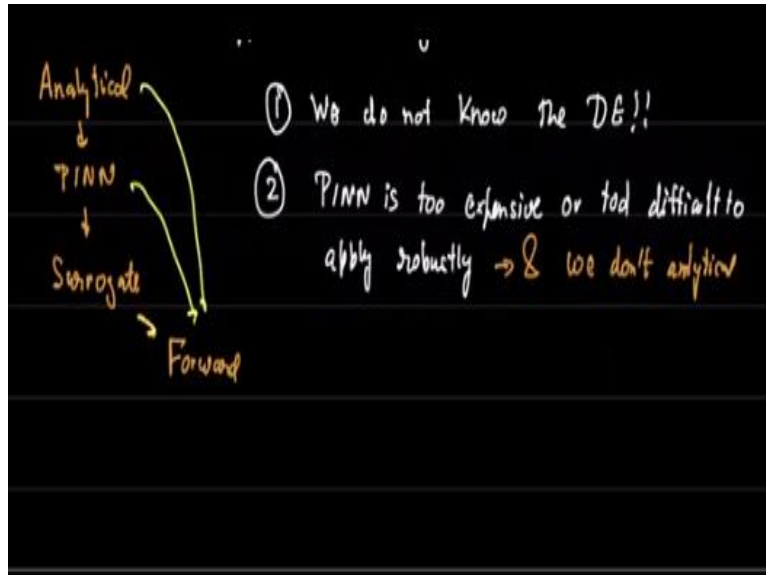 Analytical
PINN
Surrogate
Forward
① We do not know the DE!!
② PINN is too expensive or too difficult to
apply robustly → & we don't analytical